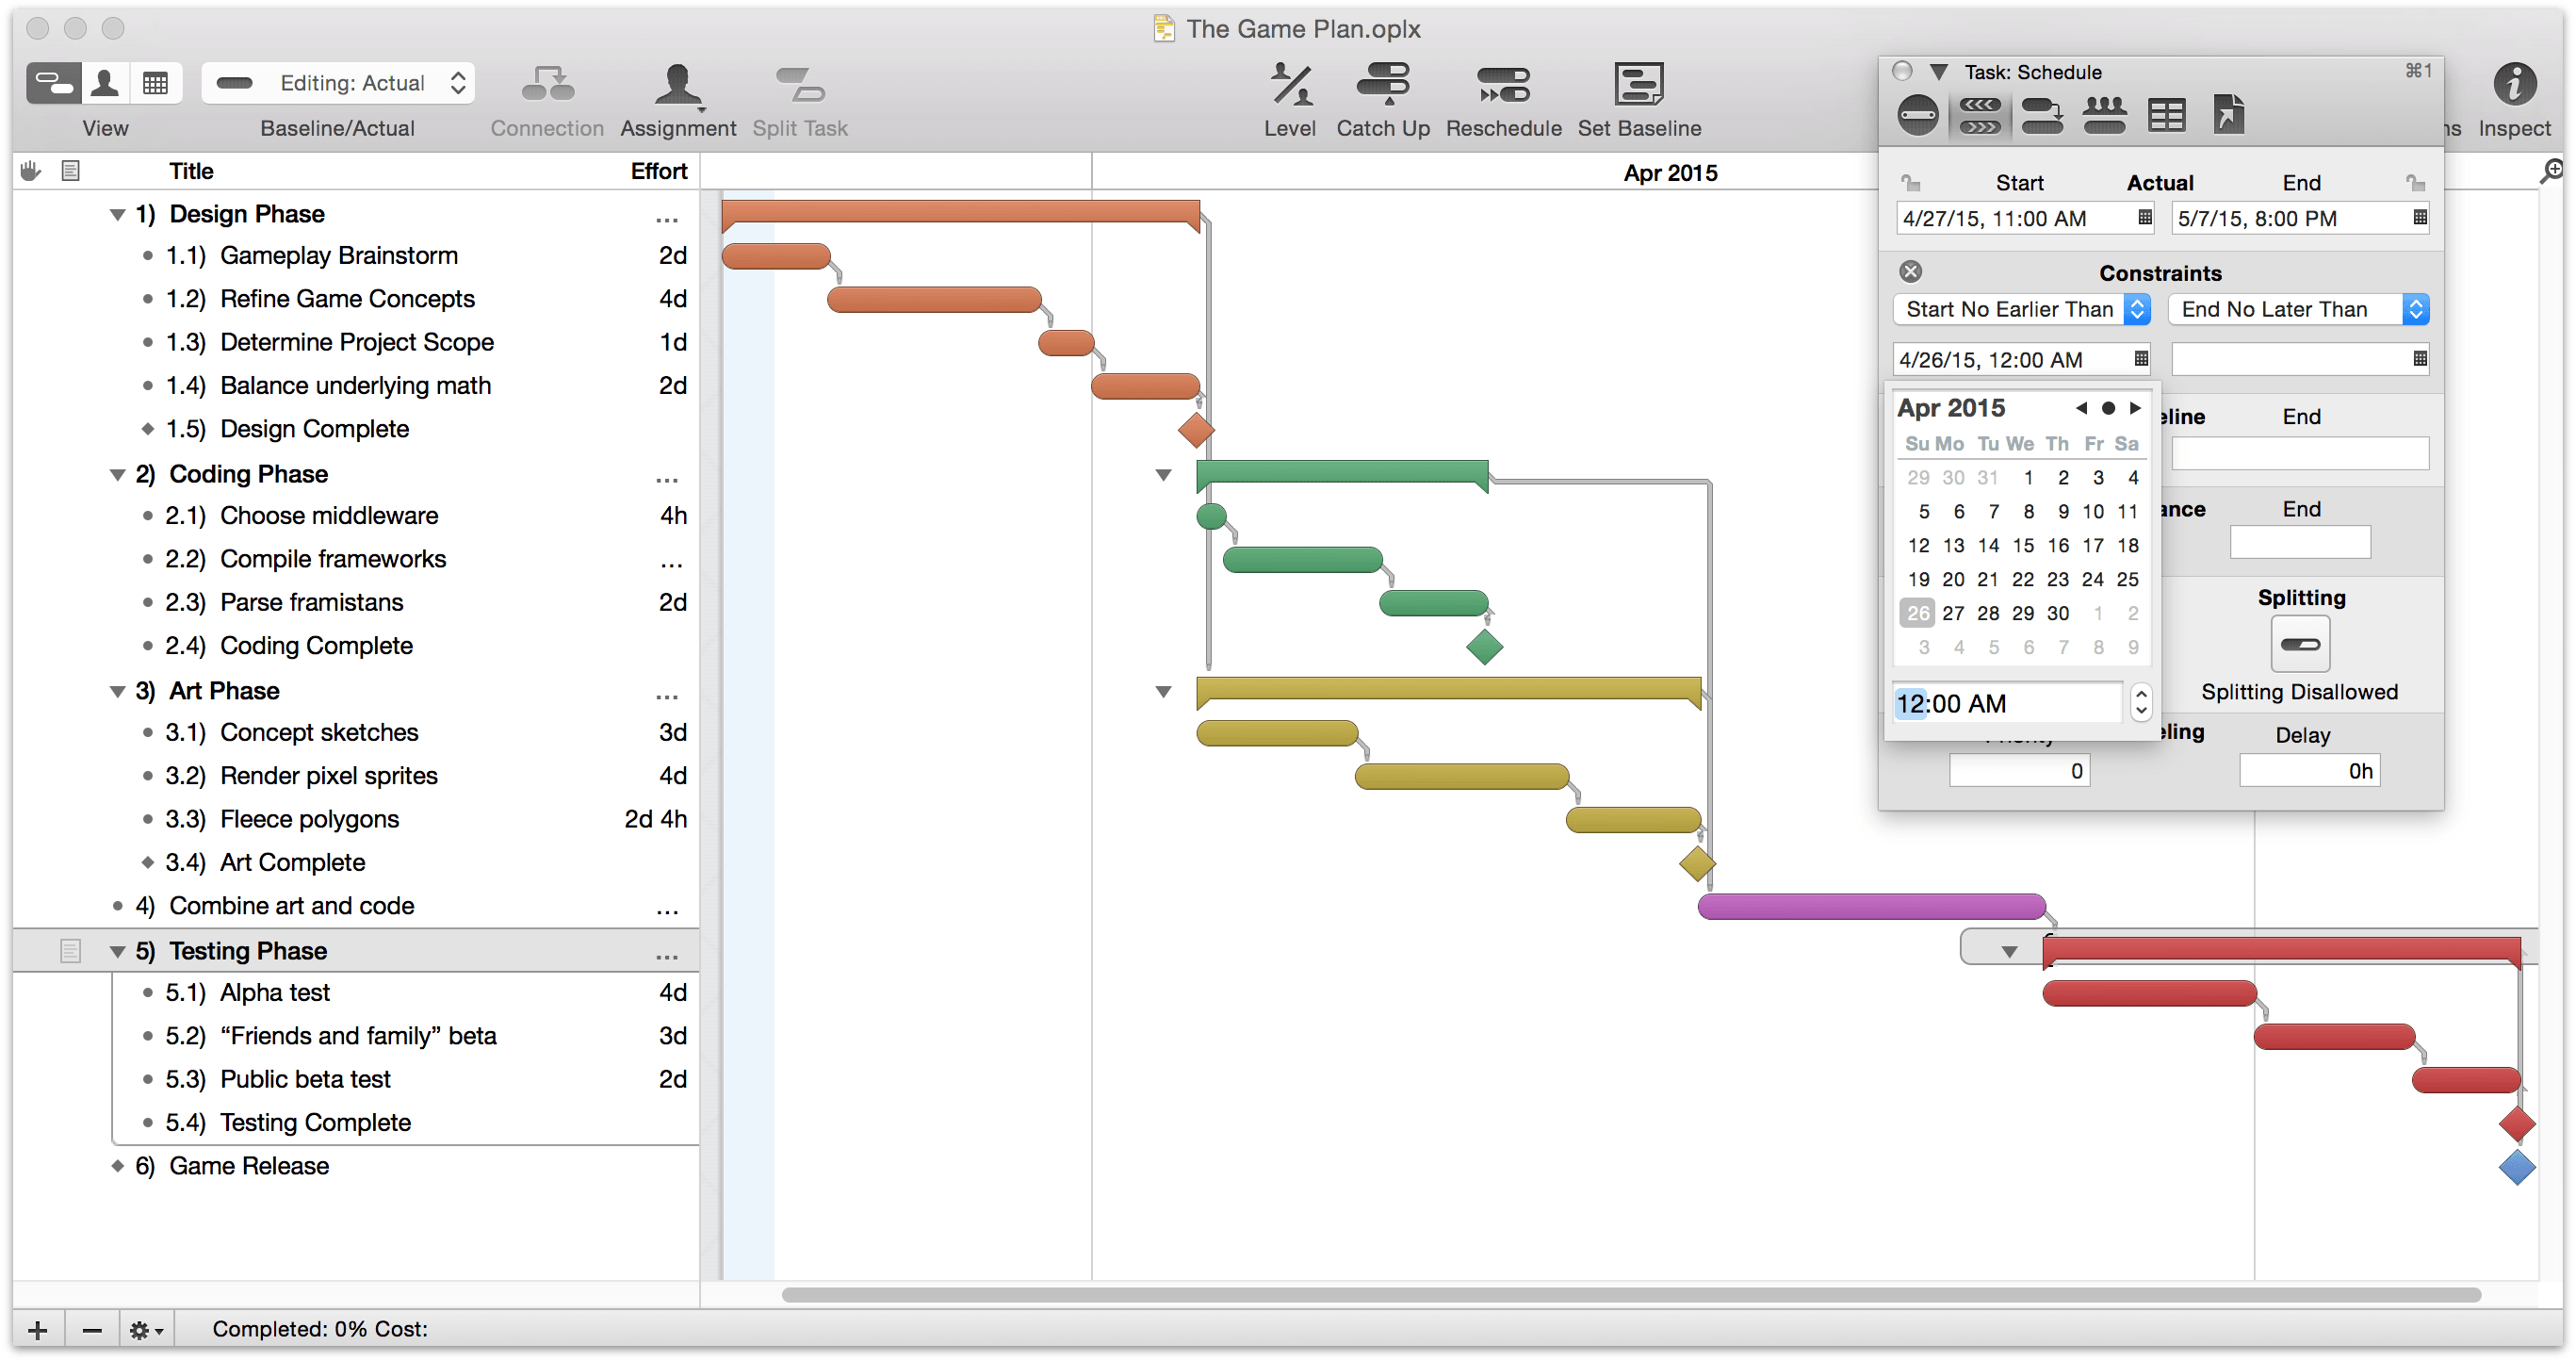 The Game Plan.oplx
Editing: Actual
View Baseline/Actual Connection Assignment Split Task Level Catch Up Reschedule Set Baseline Inspect
Task: Schedule ⌘1
Title Effort
Apr 2015
1) Design Phase ...
1.1) Gameplay Brainstorm 2d
1.2) Refine Game Concepts 4d
1.3) Determine Project Scope 1d
1.4) Balance underlying math 2d
1.5) Design Complete
2) Coding Phase ...
2.1) Choose middleware 4h
2.2) Compile frameworks ...
2.3) Parse framistans 2d
2.4) Coding Complete
3) Art Phase ...
3.1) Concept sketches 3d
3.2) Render pixel sprites 4d
3.3) Fleece polygons 2d 4h
3.4) Art Complete
4) Combine art and code ...
5) Testing Phase ...
5.1) Alpha test 4d
5.2) “Friends and family” beta 3d
5.3) Public beta test 2d
5.4) Testing Complete
6) Game Release
Start Actual End
4/27/15, 11:00 AM 5/7/15, 8:00 PM
Constraints
Start No Earlier Than End No Later Than
4/26/15, 12:00 AM
Apr 2015
Su Mo Tu We Th Fr Sa
29 30 31 1 2 3 4
5 6 7 8 9 10 11
12 13 14 15 16 17 18
19 20 21 22 23 24 25
26 27 28 29 30 1 2
3 4 5 6 7 8 9
12:00 AM
End
End
Splitting
Splitting Disallowed
Delay
0 0h
Completed: 0% Cost: